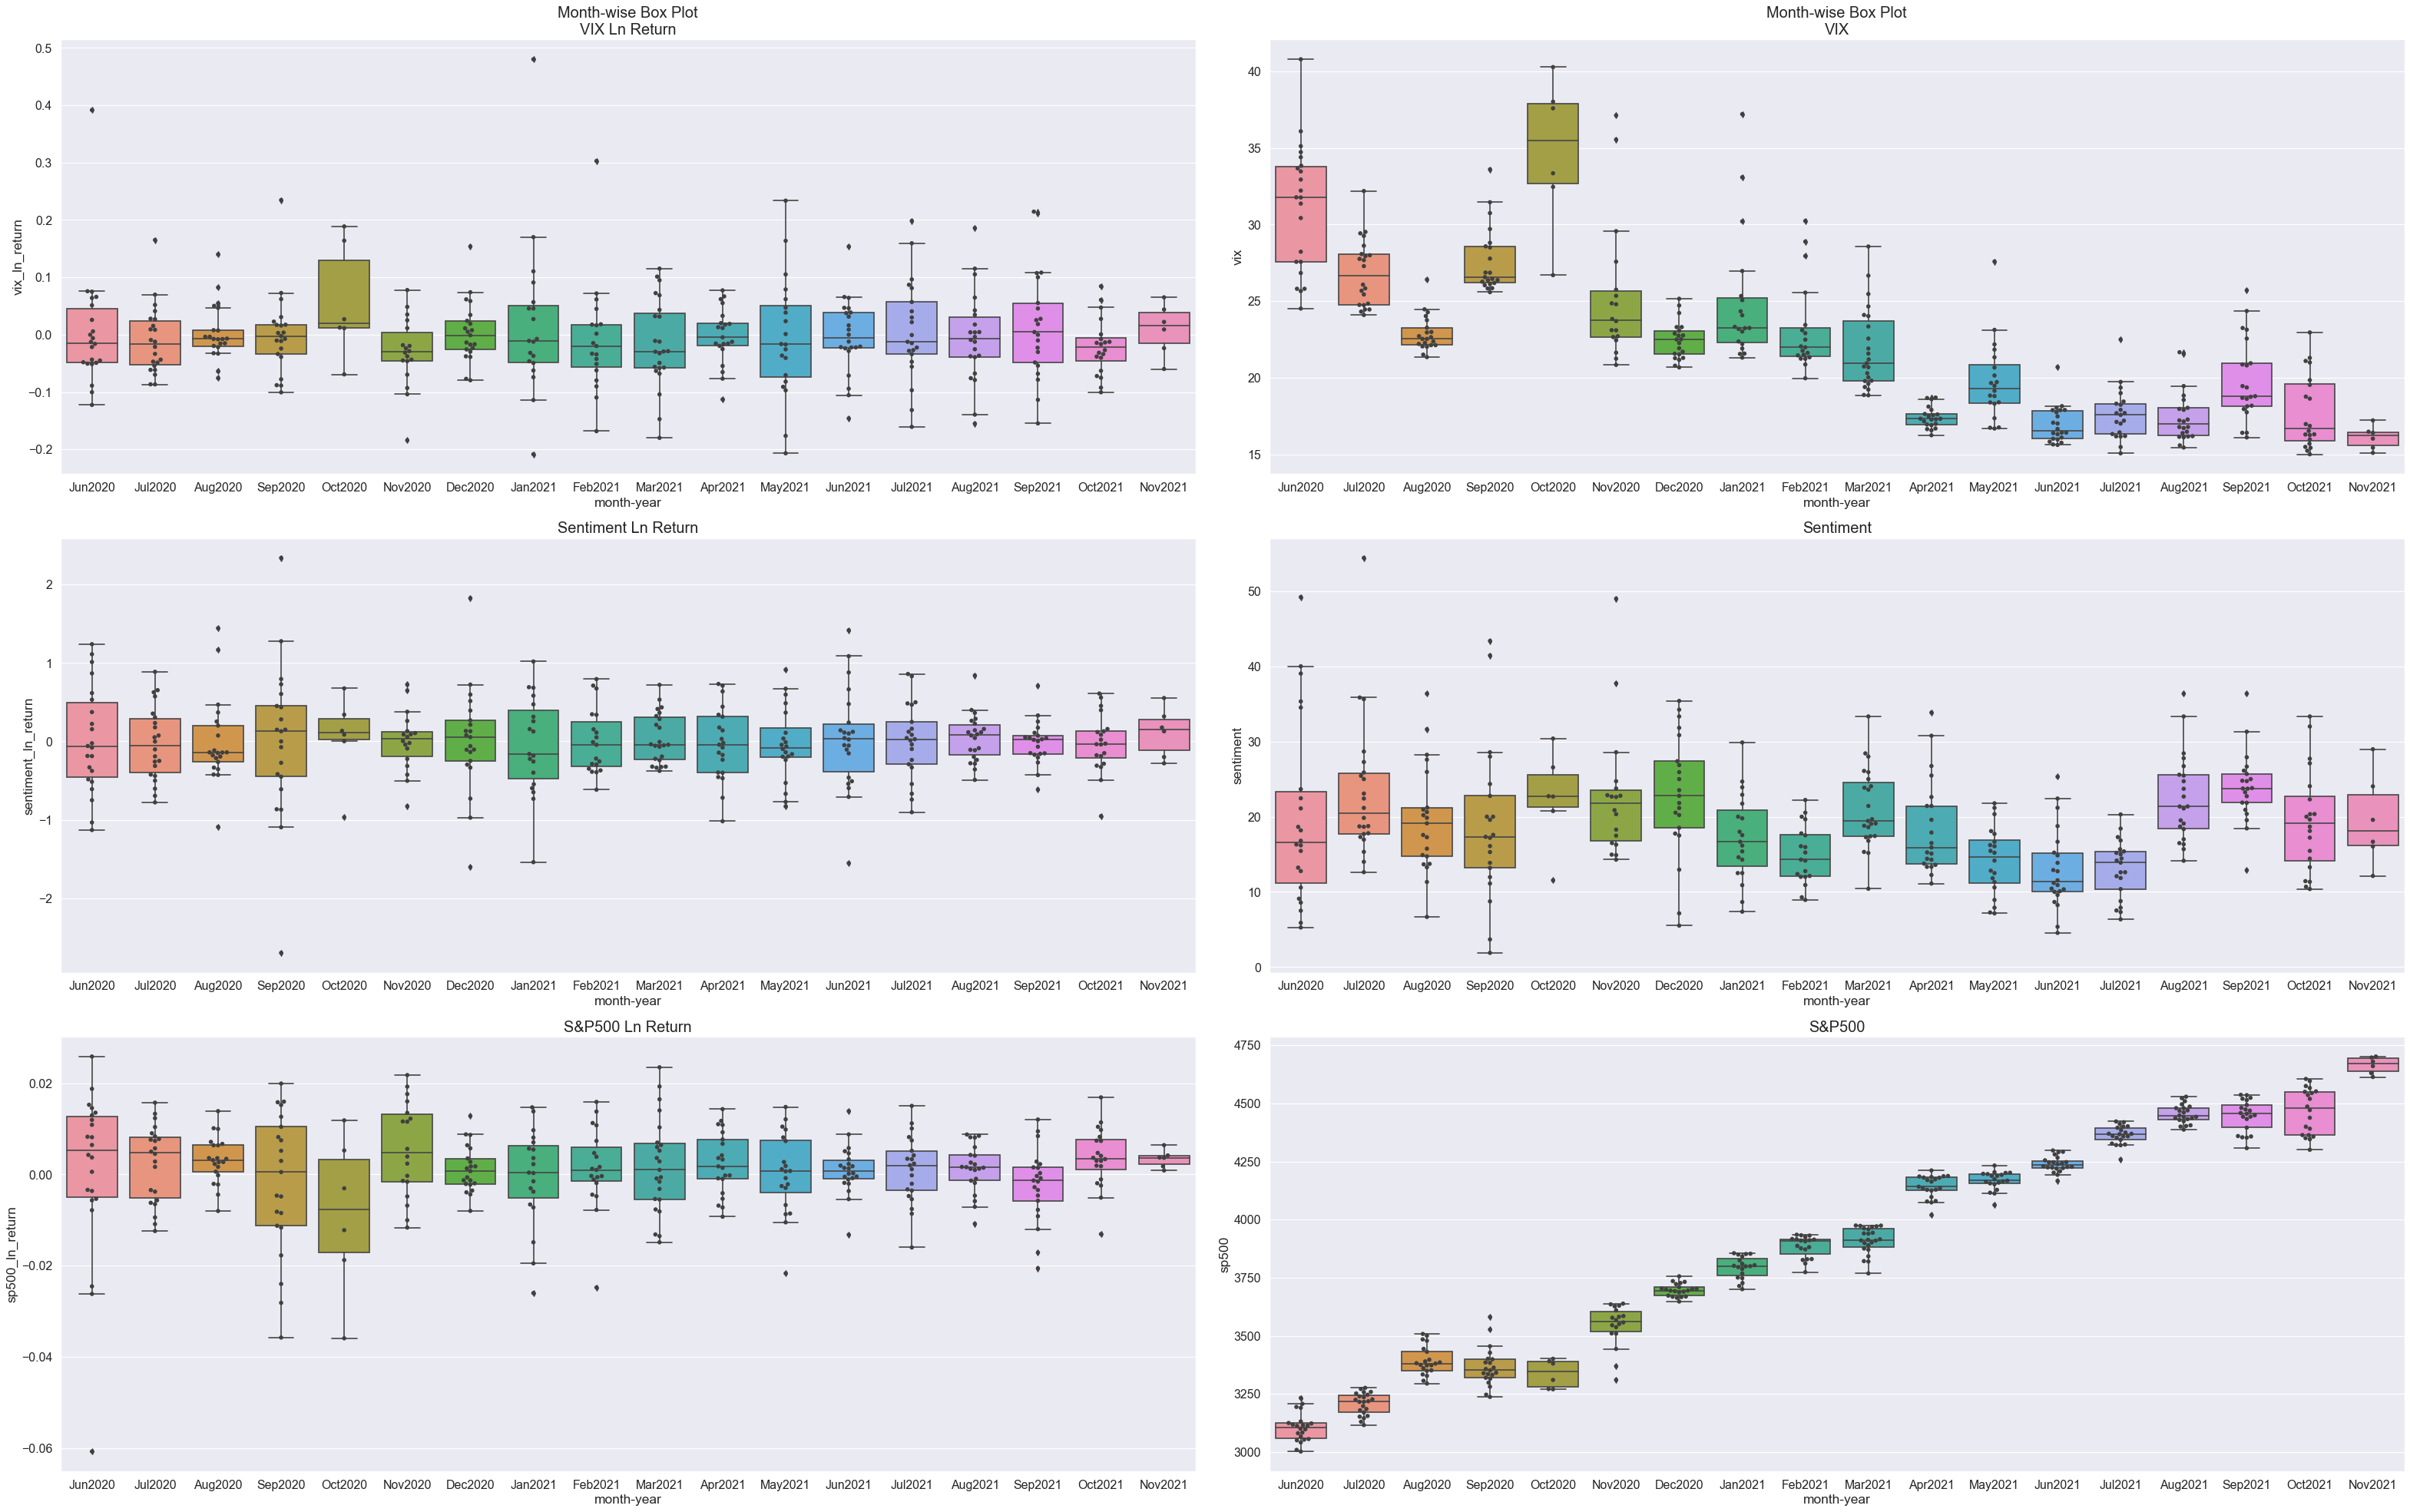 Month-wise Box Plot
VIX Ln Return
0.5
0.4
0.3
0.2
0.1
0.0
−0.1
−0.2
vix_ln_return
Jun2020 Jul2020 Aug2020 Sep2020 Oct2020 Nov2020 Dec2020 Jan2021 Feb2021 Mar2021 Apr2021 May2021 Jun2021 Jul2021 Aug2021 Sep2021 Oct2021 Nov2021
month-year
Month-wise Box Plot
VIX
40
35
30
25
20
15
vix
Jun2020 Jul2020 Aug2020 Sep2020 Oct2020 Nov2020 Dec2020 Jan2021 Feb2021 Mar2021 Apr2021 May2021 Jun2021 Jul2021 Aug2021 Sep2021 Oct2021 Nov2021
month-year
Sentiment Ln Return
2
1
0
−1
−2
sentiment_ln_return
Jun2020 Jul2020 Aug2020 Sep2020 Oct2020 Nov2020 Dec2020 Jan2021 Feb2021 Mar2021 Apr2021 May2021 Jun2021 Jul2021 Aug2021 Sep2021 Oct2021 Nov2021
month-year
Sentiment
50
40
30
20
10
0
sentiment
Jun2020 Jul2020 Aug2020 Sep2020 Oct2020 Nov2020 Dec2020 Jan2021 Feb2021 Mar2021 Apr2021 May2021 Jun2021 Jul2021 Aug2021 Sep2021 Oct2021 Nov2021
month-year
S&P500 Ln Return
0.02
0.00
−0.02
−0.04
−0.06
sp500_ln_return
Jun2020 Jul2020 Aug2020 Sep2020 Oct2020 Nov2020 Dec2020 Jan2021 Feb2021 Mar2021 Apr2021 May2021 Jun2021 Jul2021 Aug2021 Sep2021 Oct2021 Nov2021
month-year
S&P500
4750
4500
4250
4000
3750
3500
3250
3000
sp500
Jun2020 Jul2020 Aug2020 Sep2020 Oct2020 Nov2020 Dec2020 Jan2021 Feb2021 Mar2021 Apr2021 May2021 Jun2021 Jul2021 Aug2021 Sep2021 Oct2021 Nov2021
month-year